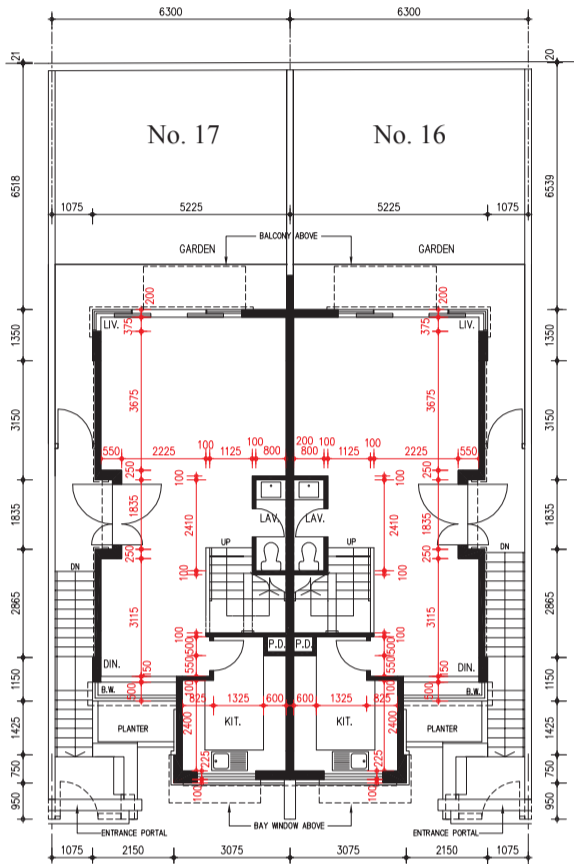 6300 6300
21 20
No. 17 No. 16
6518 6539
1075 5225 5225 1075
BALCONY ABOVE
GARDEN GARDEN
200 200
LIV. LIV.
1350 375 375 1350
3150 3675 3675 3150
550 2225 100 1125 100 800 200 800 100 1125 100 2225 550
250 100 100 250
1835 1835 2410 LAV. LAV. 2410 1835 1835
250 UP UP 250
DN 100 100 DN
2865 3115 3115 2865
100 100
500 P.D. P.D. 500
DIN. 150 550 550 150 DIN.
1150 B.W. 500 100 100 500 B.W. 1150
825 1325 600 600 1325 825
1425 PLANTER 2400 KIT. KIT. 2400 PLANTER 1425
750 225 225 750
950 100 100 950
ENTRANCE PORTAL BAY WINDOW ABOVE ENTRANCE PORTAL
1075 2150 3075 3075 2150 1075